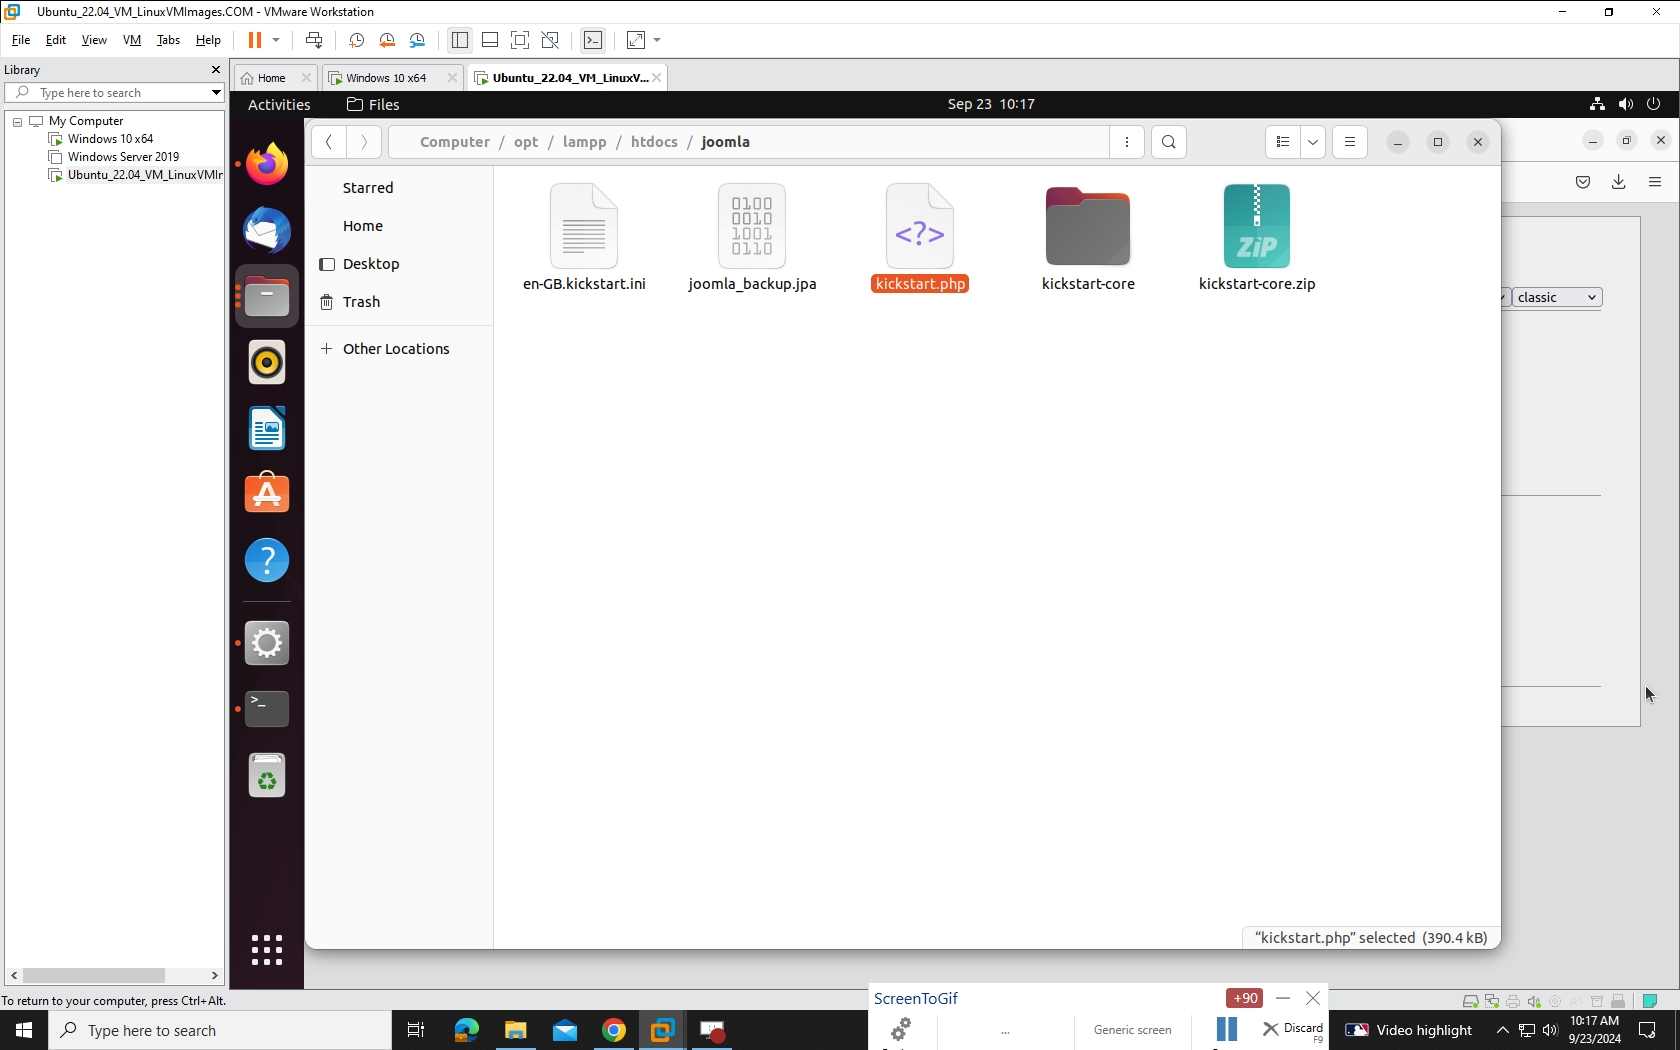 Ubuntu_22.04_VM_LinuxVMImages.COM - VMware Workstation
File Edit View VM Tabs Help
Library
Type here to search
My Computer
Windows 10 x64
Windows Server 2019
Ubuntu_22.04_VM_LinuxVMIr
Home
Windows 10 x64
Ubuntu_22.04_VM_LinuxV...
Activities
Files
Sep 23 10:17
Computer / opt / lampp / htdocs / joomla
Starred
Home
Desktop
Trash
+ Other Locations
0100
0010
1001
0110
<?>
ZIP
en-GB.kickstart.ini
joomla_backup.jpa
kickstart.php
kickstart-core
kickstart-core.zip
classic
>_
"kickstart.php" selected (390.4 kB)
To return to your computer, press Ctrl+Alt.
ScreenToGif
+90
...
Generic screen
Discard
F9
Type here to search
Video highlight
10:17 AM
9/23/2024